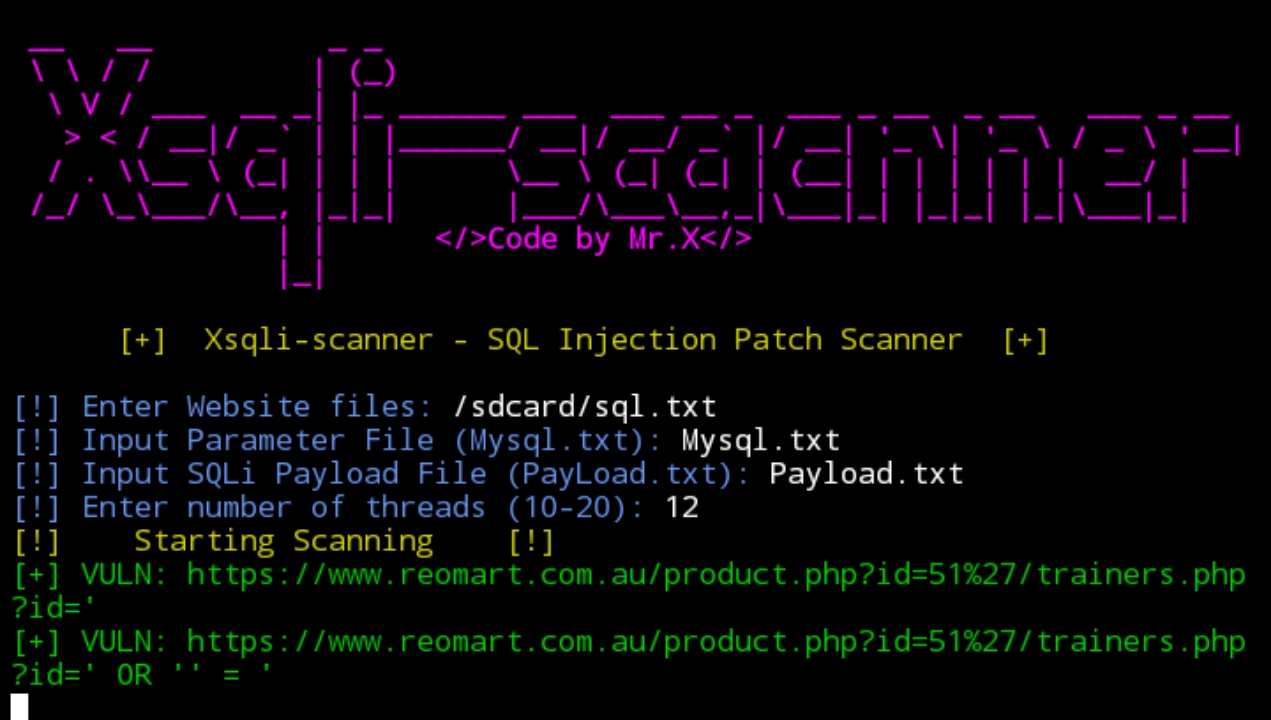 Xsqli-scanner
</>Code by Mr.X</>
[+] Xsqli-scanner - SQL Injection Patch Scanner [+]
[!] Enter Website files: /sdcard/sql.txt
[!] Input Parameter File (Mysql.txt): Mysql.txt
[!] Input SQLi Payload File (PayLoad.txt): Payload.txt
[!] Enter number of threads (10-20): 12
[!] Starting Scanning [!]
[+] VULN: https://www.reomart.com.au/product.php?id=51%27/trainers.php
?id='
[+] VULN: https://www.reomart.com.au/product.php?id=51%27/trainers.php
?id=' OR '' = '